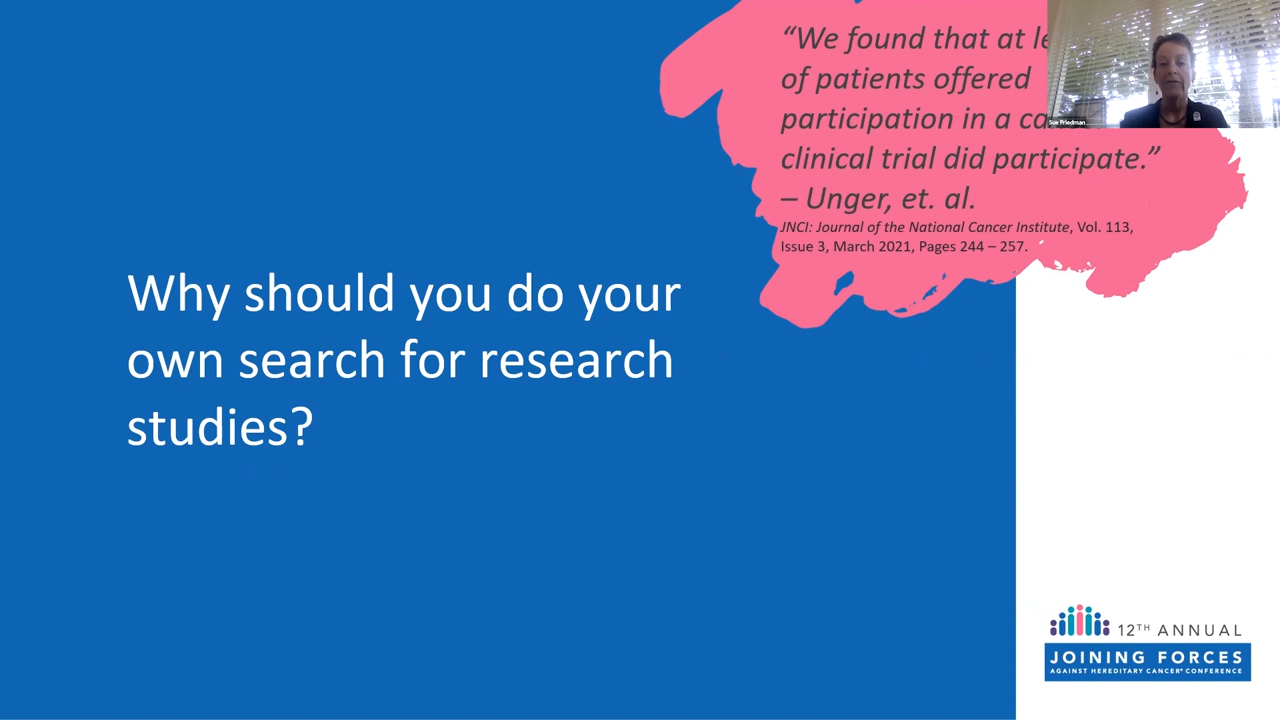 “We found that at le
of patients offered
participation in a ca
clinical trial did participate.”
– Unger, et. al.
JNCI: Journal of the National Cancer Institute, Vol. 113,
Issue 3, March 2021, Pages 244 – 257.
Sue Friedman
Why should you do your
own search for research
studies?
12TH ANNUAL
JOINING FORCES
AGAINST HEREDITARY CANCER® CONFERENCE